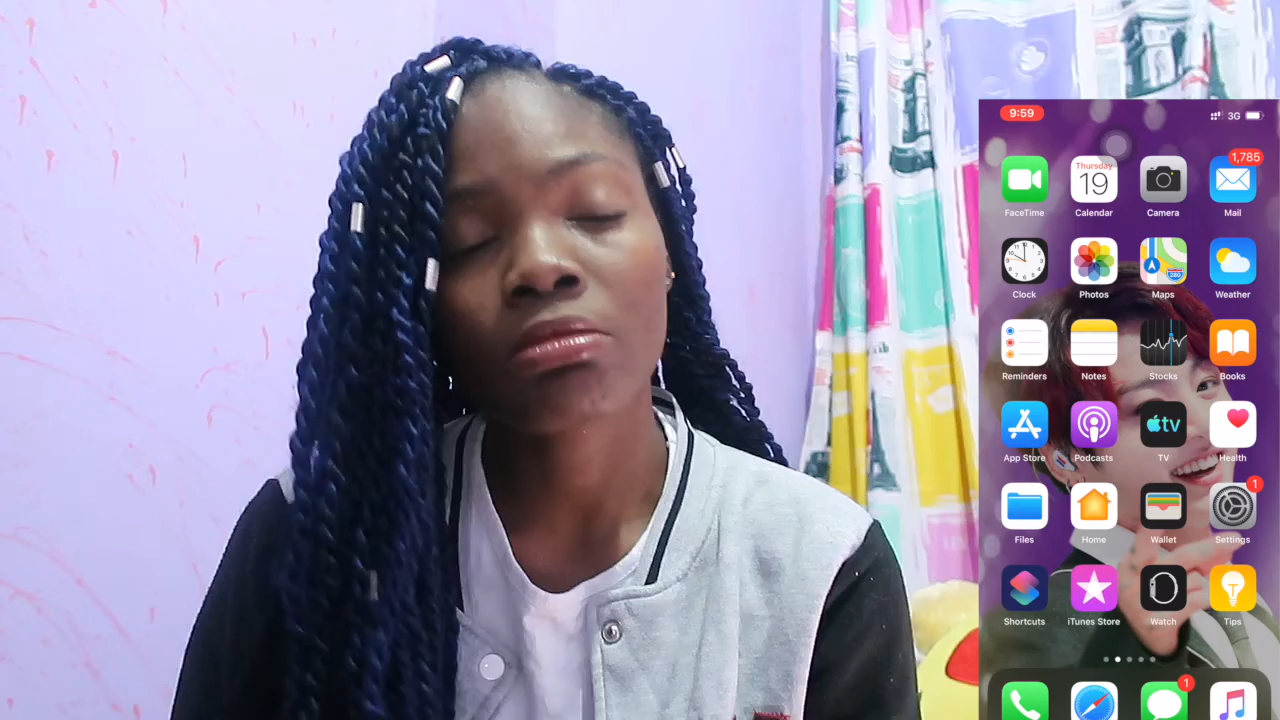 9:59
3G
1,785
Thursday
19
FaceTime
Calendar
Camera
Mail
280
Clock
Photos
Maps
Weather
Reminders
Notes
Stocks
Books
tv
App Store
Podcasts
TV
Health
1
Files
Home
Wallet
Settings
Shortcuts
iTunes Store
Watch
Tips
1